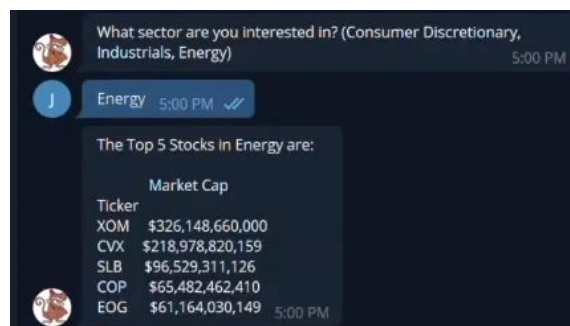 What sector are you interested in? (Consumer Discretionary,
Industrials, Energy)
5:00 PM
J
Energy 5:00 PM
The Top 5 Stocks in Energy are:
Market Cap
Ticker
XOM $326,148,660,000
CVX $218,978,820,159
SLB $96,529,311,126
COP $65,482,462,410
EOG $61,164,030,149 5:00 PM